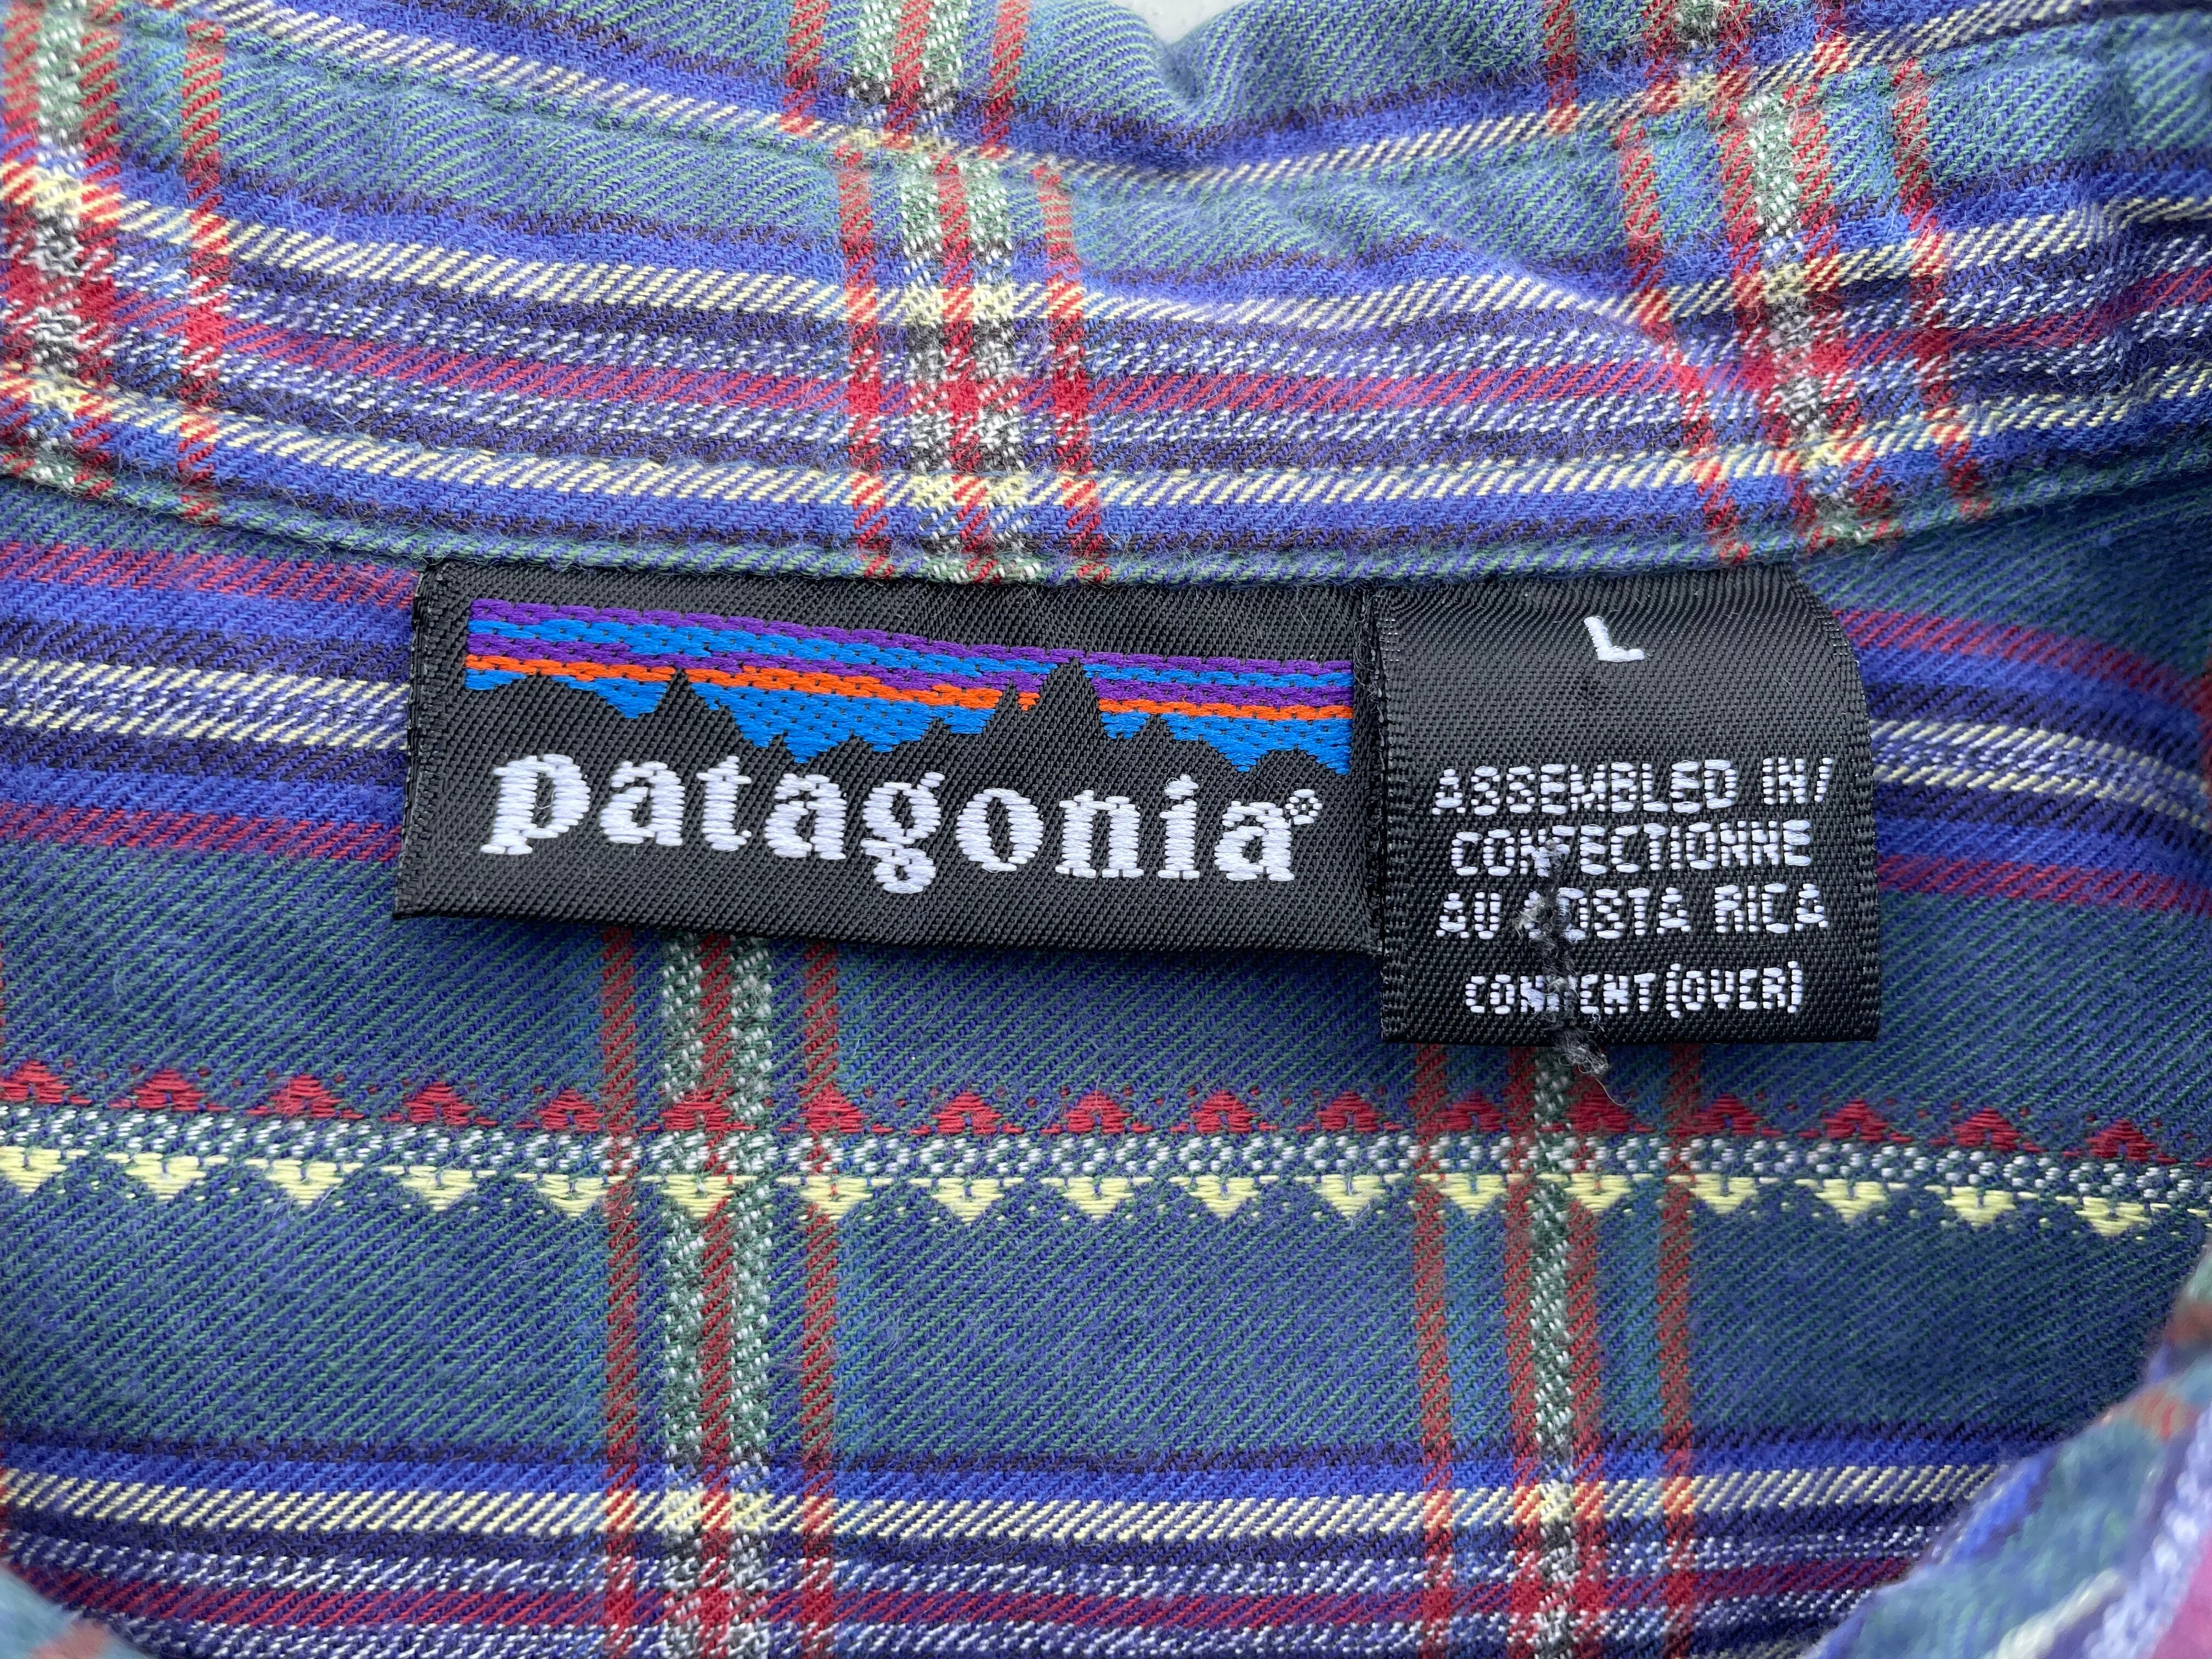 patagonia®
L
ASSEMBLED IN/
CONFECTIONNE
AU COSTA RICA
CONTENT (OVER)